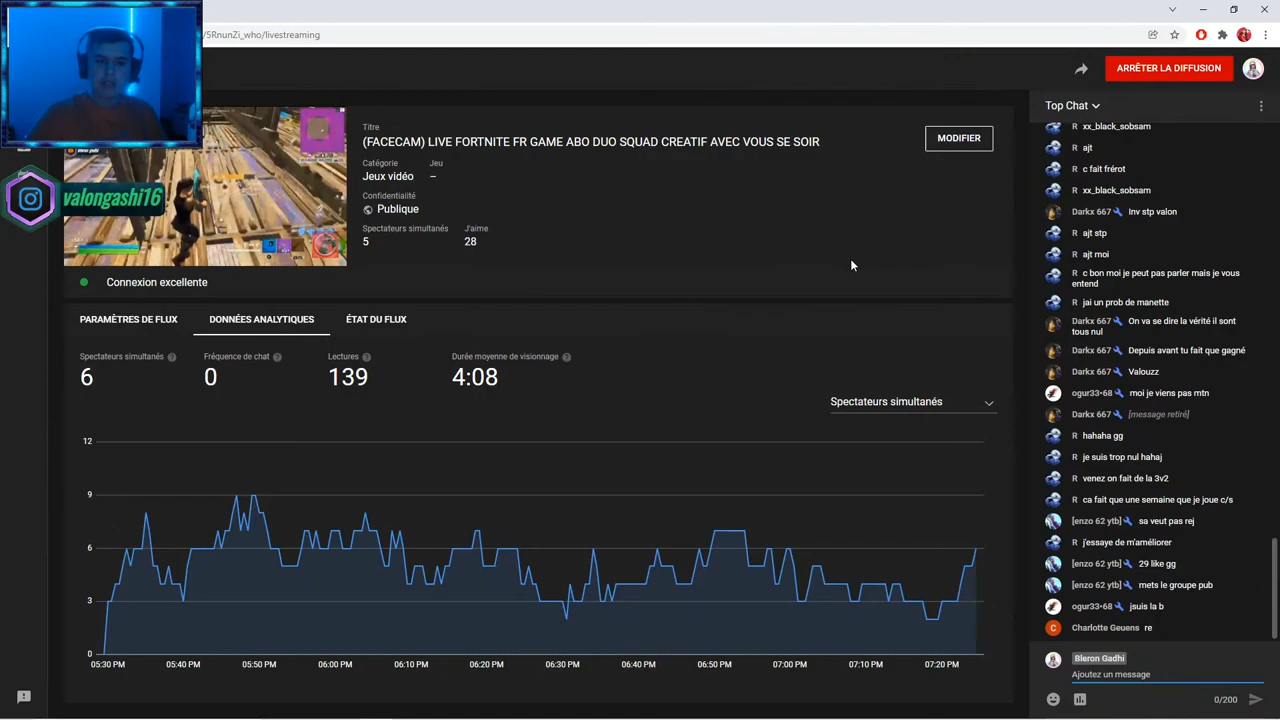 /5RnunZi_who/livestreaming
ARRÊTER LA DIFFUSION
valongashi16
Titre
(FACECAM) LIVE FORTNITE FR GAME ABO DUO SQUAD CREATIF AVEC VOUS SE SOIR
MODIFIER
Catégorie Jeu
Jeux vidéo –
Confidentialité
Publique
Spectateurs simultanés J'aime
5 28
Connexion excellente
PARAMÈTRES DE FLUX DONNÉES ANALYTIQUES ÉTAT DU FLUX
Spectateurs simultanés Fréquence de chat Lectures Durée moyenne de visionnage
6 0 139 4:08
Spectateurs simultanés
12
9
6
3
0
05:30 PM 05:40 PM 05:50 PM 06:00 PM 06:10 PM 06:20 PM 06:30 PM 06:40 PM 06:50 PM 07:00 PM 07:10 PM 07:20 PM
Top Chat
R xx_black_sobsam
R ajt
R c fait frérot
R xx_black_sobsam
Darkx 667 Inv stp valon
R ajt stp
R ajt moi
R c bon moi je peut pas parler mais je vous
entend
R jai un prob de manette
Darkx 667 On va se dire la vérité il sont
tous nul
Darkx 667 Depuis avant tu fait que gagné
Darkx 667 Valouzz
ogur33•68 moi je viens pas mtn
Darkx 667 [message retiré]
R hahaha gg
R je suis trop nul hahaj
R venez on fait de la 3v2
R ca fait que une semaine que je joue c/s
[enzo 62 ytb] sa veut pas rej
R j'essaye de m'améliorer
[enzo 62 ytb] 29 like gg
[enzo 62 ytb] mets le groupe pub
ogur33•68 jsuis la b
C Charlotte Geuens re
Bleron Gadhi
Ajoutez un message
0/200